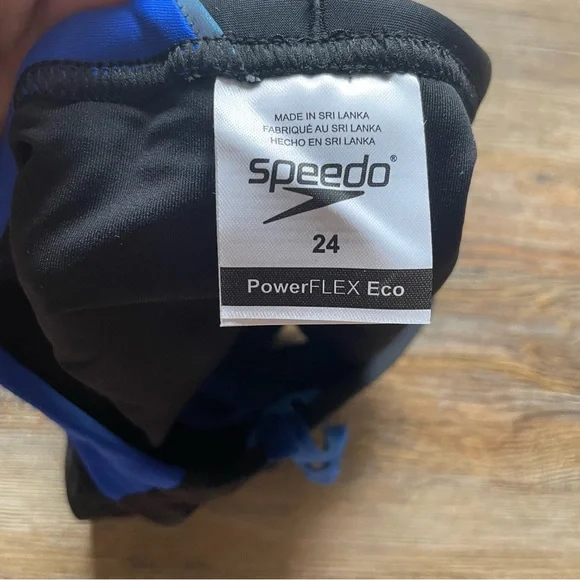 MADE IN SRI LANKA
FABRIQUÉ AU SRI LANKA
HECHO EN SRI LANKA
speedo®
24
PowerFLEX Eco